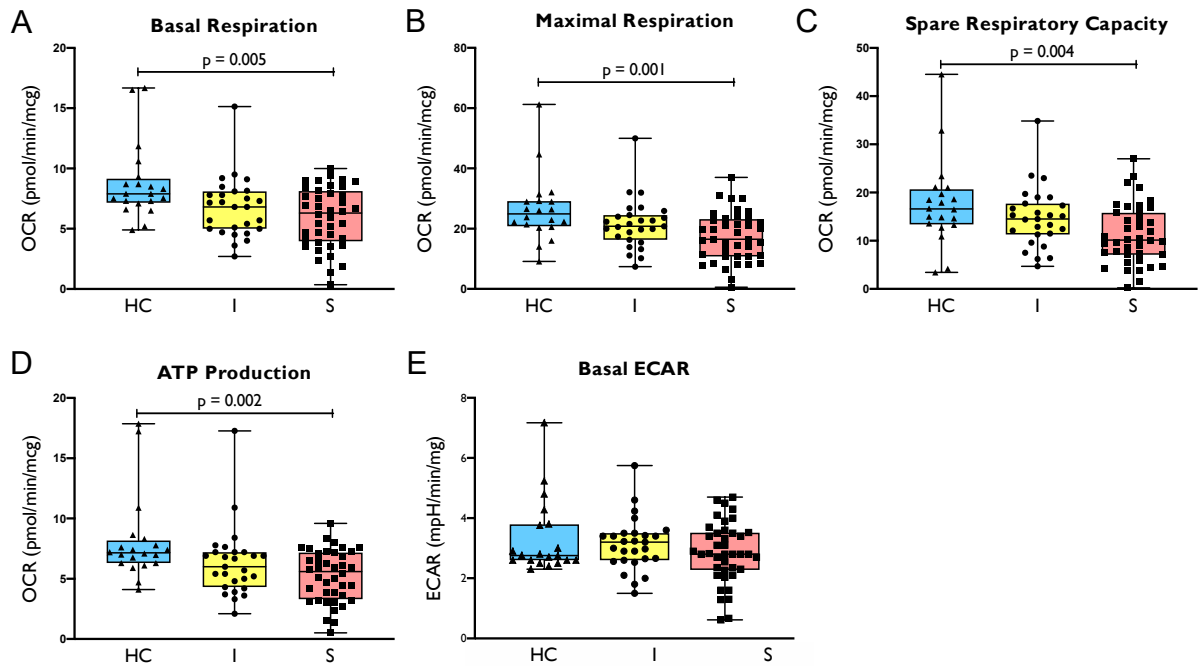 A
Basal Respiration
OCR (pmol/min/mcg)
20
15
10
5
0
p = 0.005
HC I S
B
Maximal Respiration
OCR (pmol/min/mcg)
80
60
40
20
0
p = 0.001
HC I S
C
Spare Respiratory Capacity
OCR (pmol/min/mcg)
50
40
30
20
10
0
p = 0.004
HC I S
D
ATP Production
OCR (pmol/min/mcg)
20
15
10
5
0
p = 0.002
HC I S
E
Basal ECAR
ECAR (mpH/min/mg)
8
6
4
2
0
HC I S